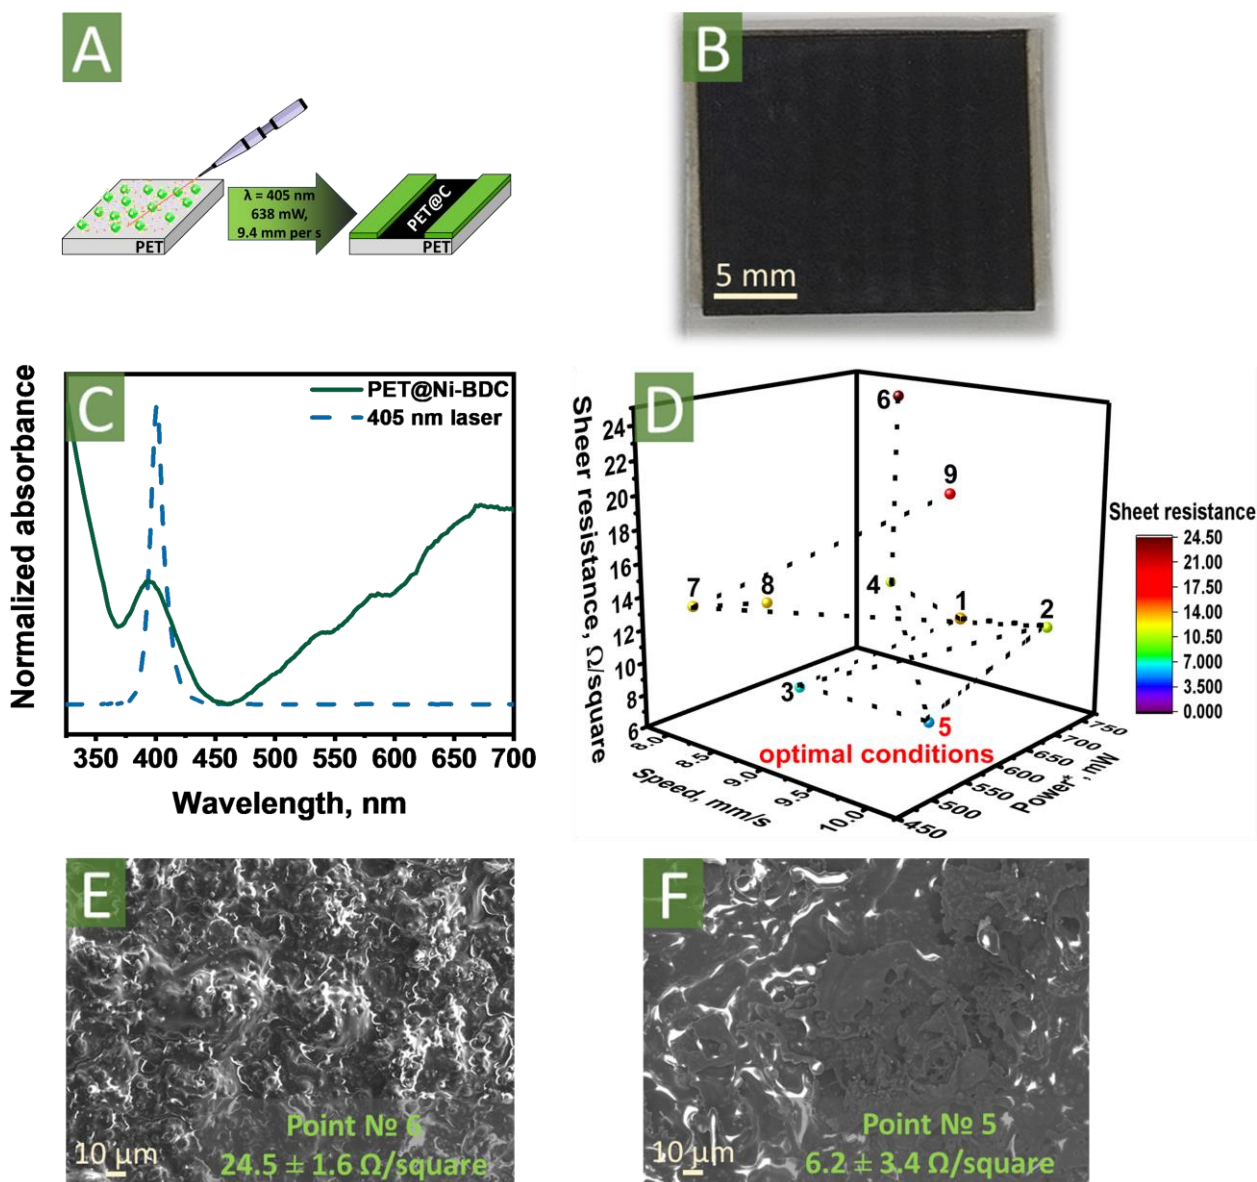 A
λ = 405 nm
638 mW,
9.4 mm per s
PET
PET@C
PET
B
5 mm
C
PET@Ni-BDC
405 nm laser
Normalized absorbance
350 400 450 500 550 600 650 700
Wavelength, nm
D
Sheer resistance, Ω/square
24
22
20
18
16
14
12
10
8
6
6
9
7
8
4
1
2
3
5
optimal conditions
8.0 8.5 9.0 9.5 10.0
Speed, mm/s
450 500 550 600 650 700 750
Power*, mW
Sheet resistance
24.50
21.00
17.50
14.00
10.50
7.000
3.500
0.000
E
Point № 6
24.5 ± 1.6 Ω/square
10 μm
F
Point № 5
6.2 ± 3.4 Ω/square
10 μm